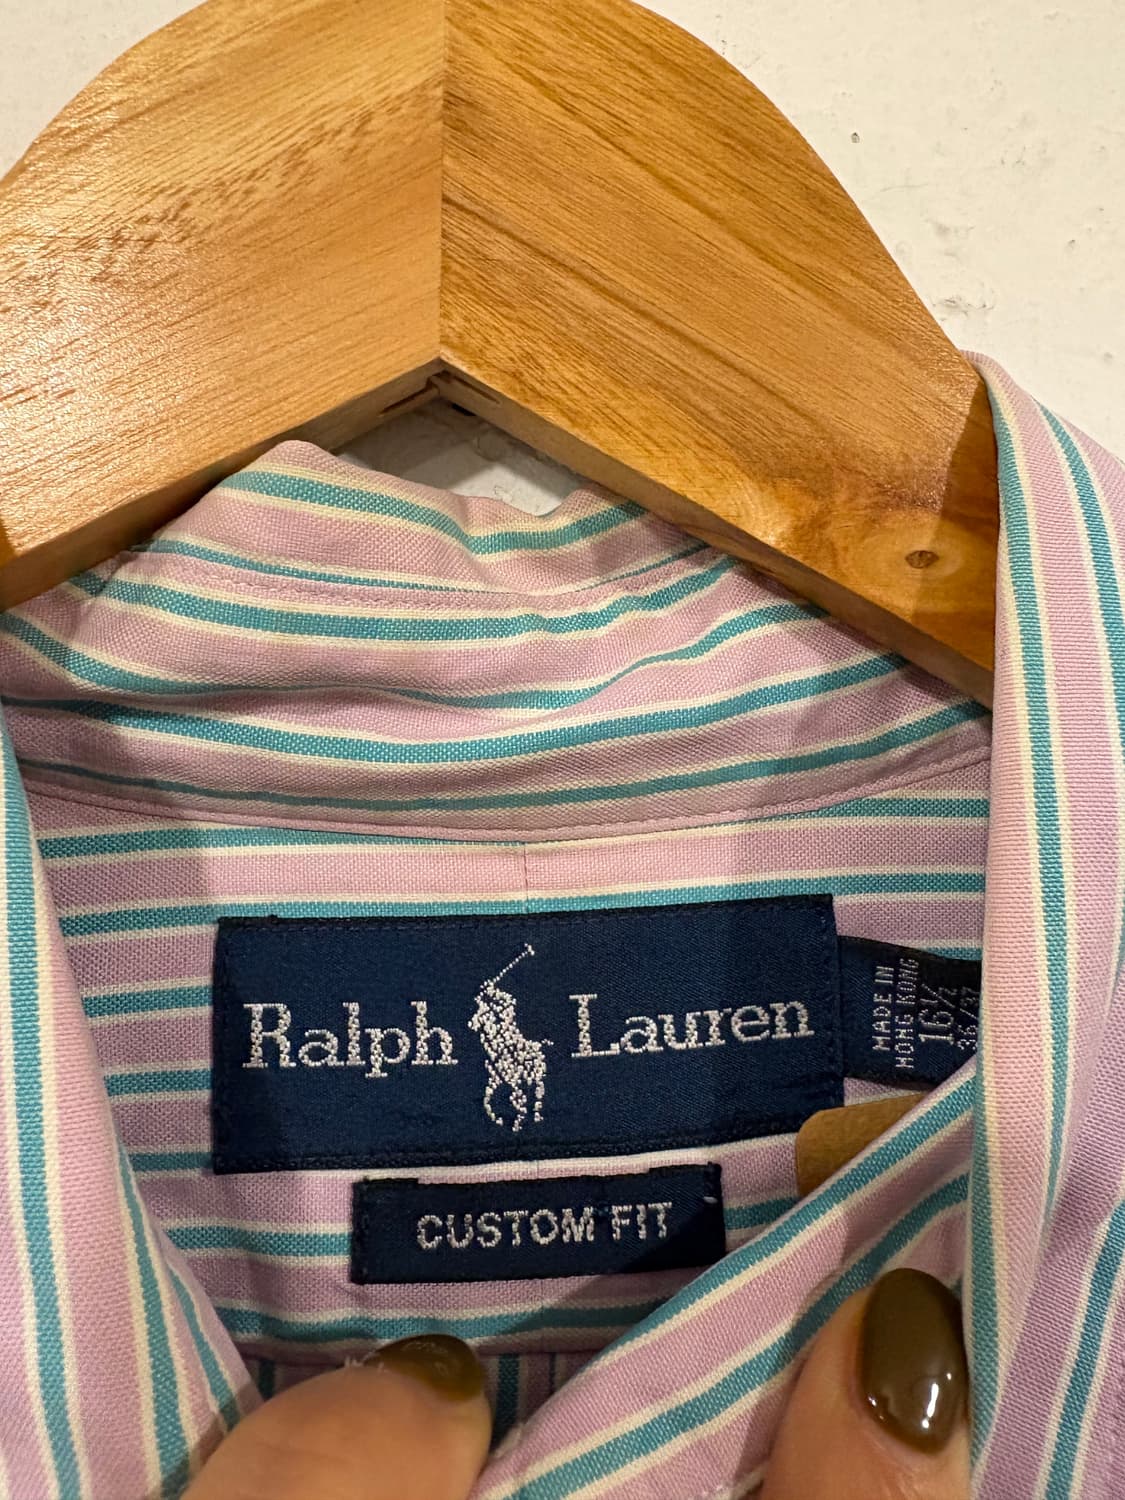 Ralph Lauren
CUSTOM FIT
MADE IN
HONG KONG
16½